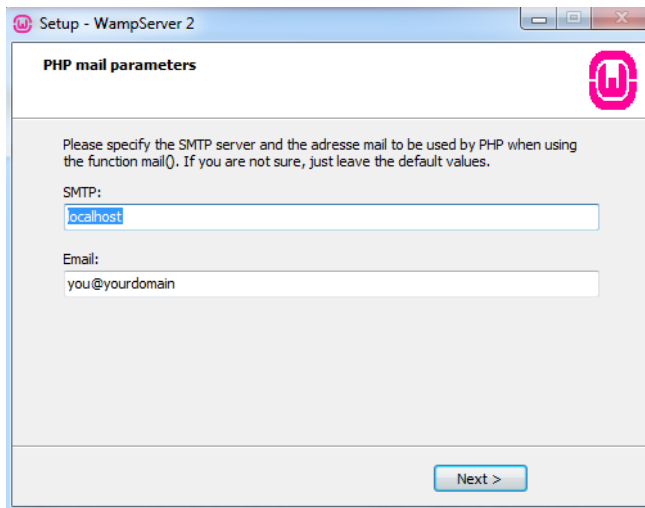 Setup - WampServer 2
PHP mail parameters
Please specify the SMTP server and the adresse mail to be used by PHP when using
the function mail(). If you are not sure, just leave the default values.
SMTP:
localhost
Email:
you@yourdomain
Next >